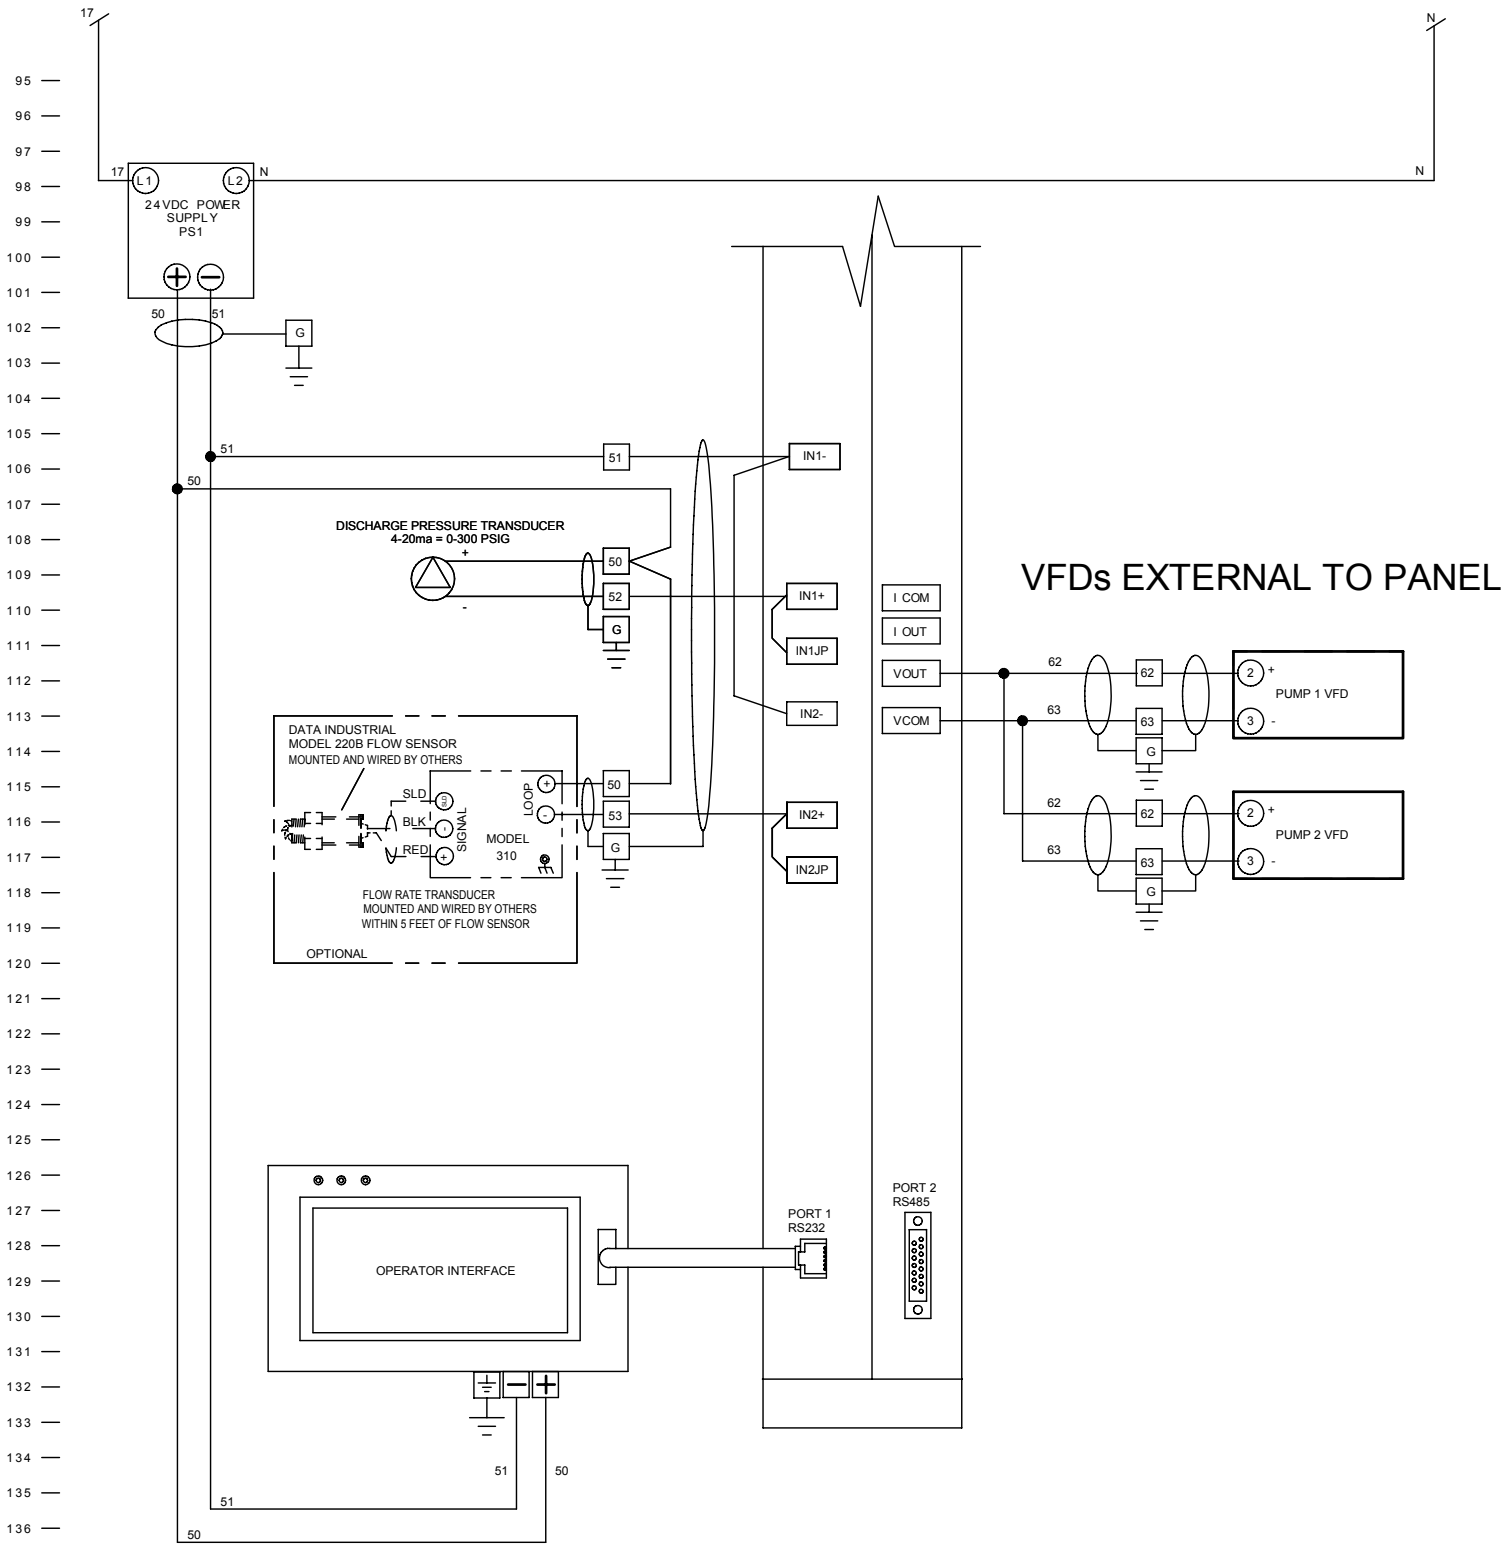 17
N
95
96
97
17
N
N
98
L1
L2
99
24VDC POWER
SUPPLY
PS1
100
101
50
51
102
G
103
104
105
51
51
IN1-
106
50
107
108
DISCHARGE PRESSURE TRANSDUCER
4-20ma = 0-300 PSIG
+
50
109
VFDs EXTERNAL TO PANEL
110
-
52
IN1+
I COM
G
I OUT
111
IN1JP
112
VOUT
62
62
2
+
PUMP 1 VFD
113
IN2-
VCOM
63
63
3
-
114
G
DATA INDUSTRIAL
MODEL 220B FLOW SENSOR
MOUNTED AND WIRED BY OTHERS
115
SLD
SLD
LOOP
+
50
116
BLK
-
SIGNAL
-
53
IN2+
62
62
2
+
PUMP 2 VFD
117
RED
+
MODEL
310
G
IN2JP
63
63
3
-
118
G
FLOW RATE TRANSDUCER
MOUNTED AND WIRED BY OTHERS
WITHIN 5 FEET OF FLOW SENSOR
119
120
OPTIONAL
121
122
123
124
125
126
127
PORT 1
RS232
PORT 2
RS485
128
129
OPERATOR INTERFACE
130
131
132
133
134
51
50
135
51
136
50